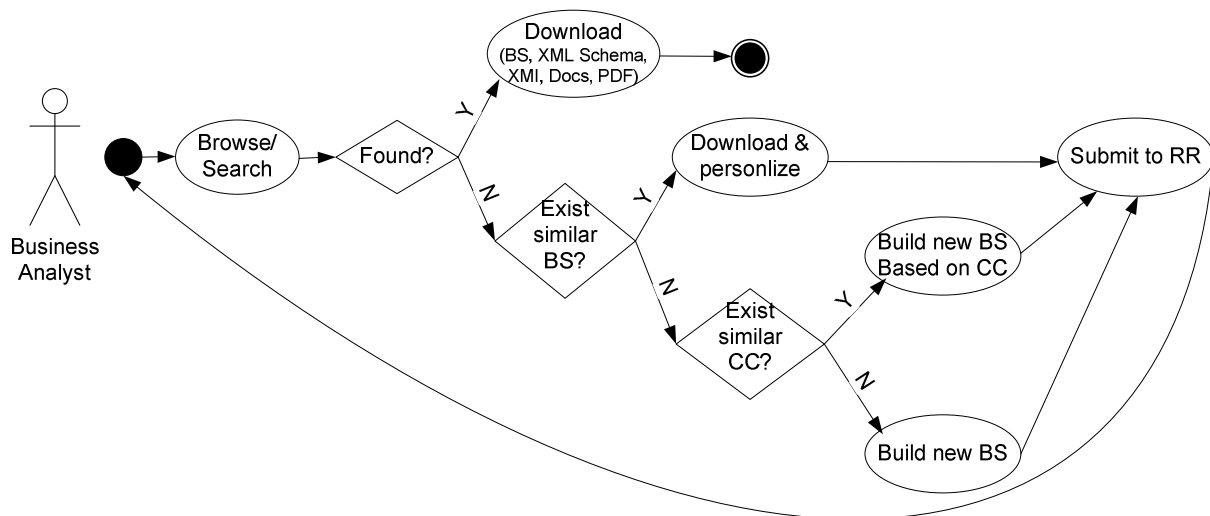 Download
(BS, XML Schema,
XMI, Docs, PDF)
Y
Browse/
Search
Found?
N
Download &
personlize
Submit to RR
Exist
similar
BS?
Y
N
Business
Analyst
Build new BS
Based on CC
Exist
similar
CC?
Y
N
Build new BS